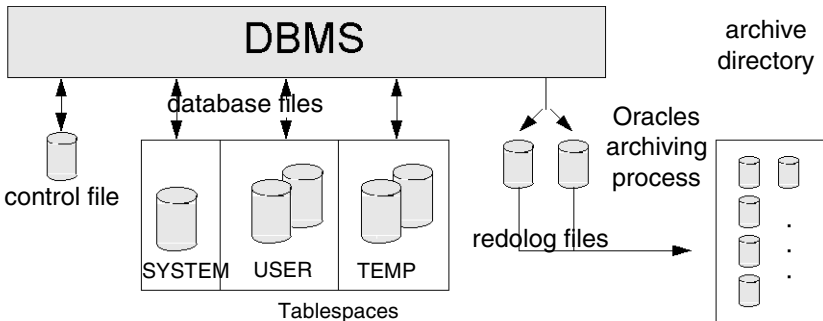 DBMS
archive
directory
database files
Oracles
archiving
process
control file
redolog files
SYSTEM
USER
TEMP
Tablespaces